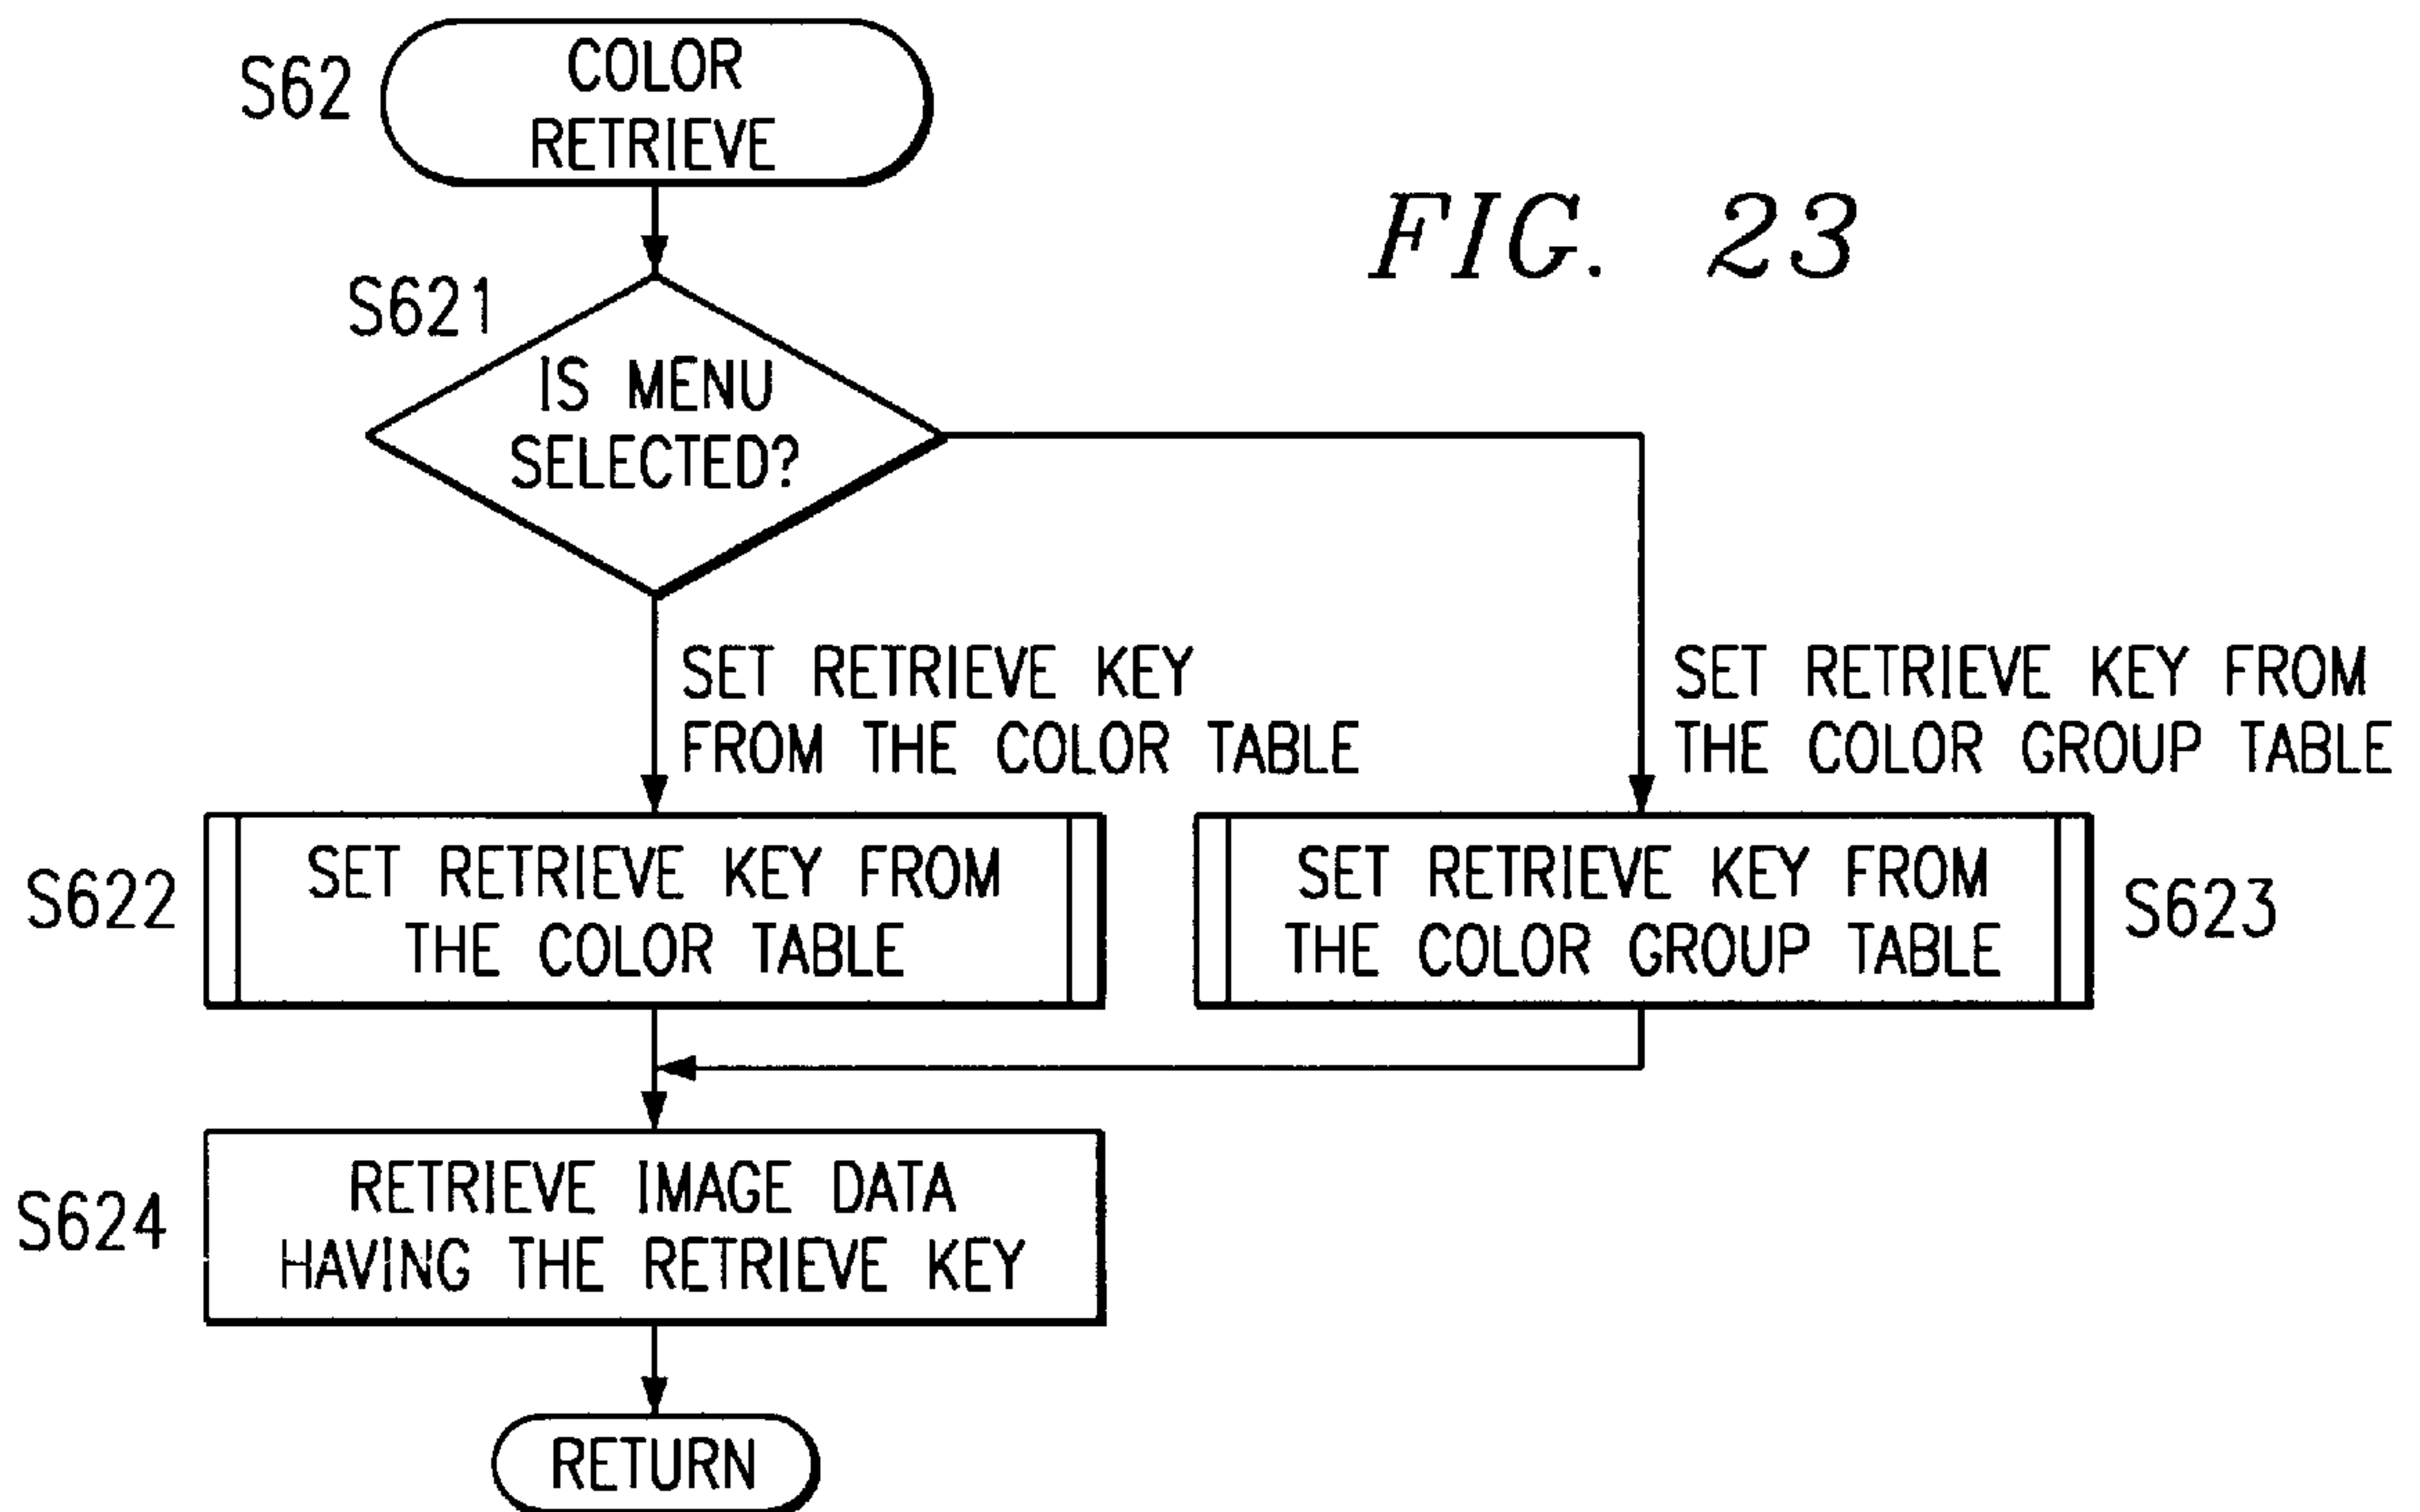 S62
COLOR
RETRIEVE
FIG. 23
S621
IS MENU
SELECTED?
SET RETRIEVE KEY
FROM THE COLOR TABLE
SET RETRIEVE KEY FROM
THE COLOR GROUP TABLE
S622
SET RETRIEVE KEY FROM
THE COLOR TABLE
SET RETRIEVE KEY FROM
THE COLOR GROUP TABLE
S623
S624
RETRIEVE IMAGE DATA
HAVING THE RETRIEVE KEY
RETURN